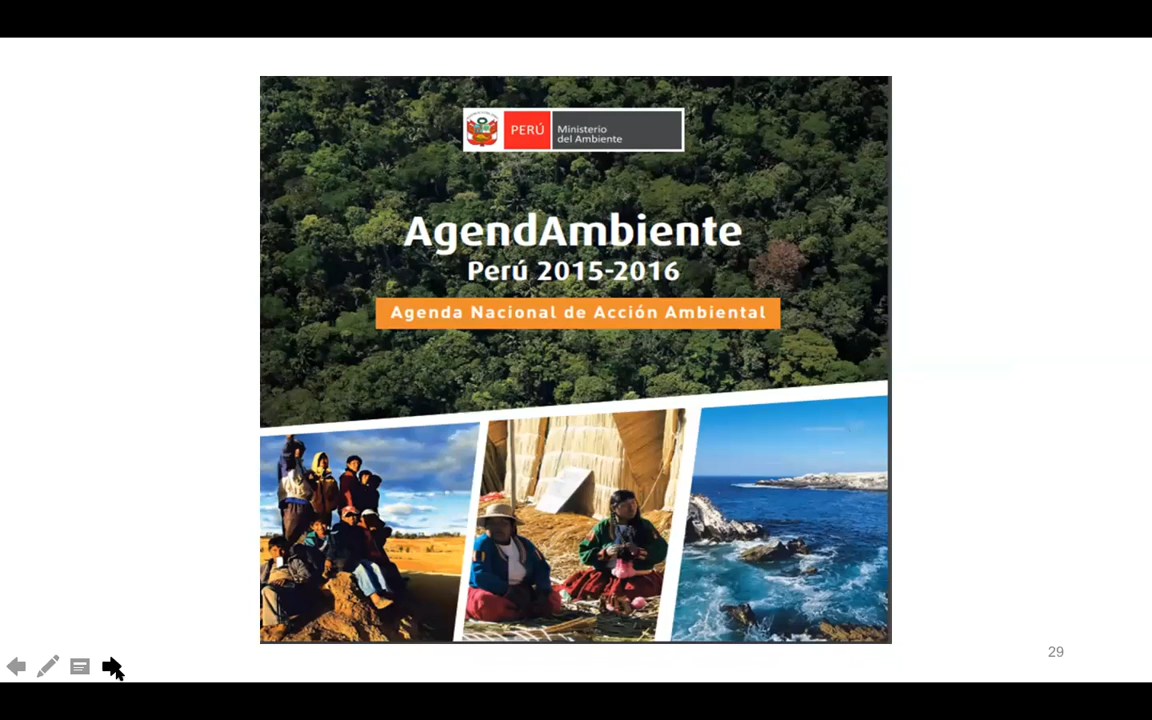 PERÚ
Ministerio
del Ambiente
AgendAmbiente
Perú 2015-2016
Agenda Nacional de Acción Ambiental
29